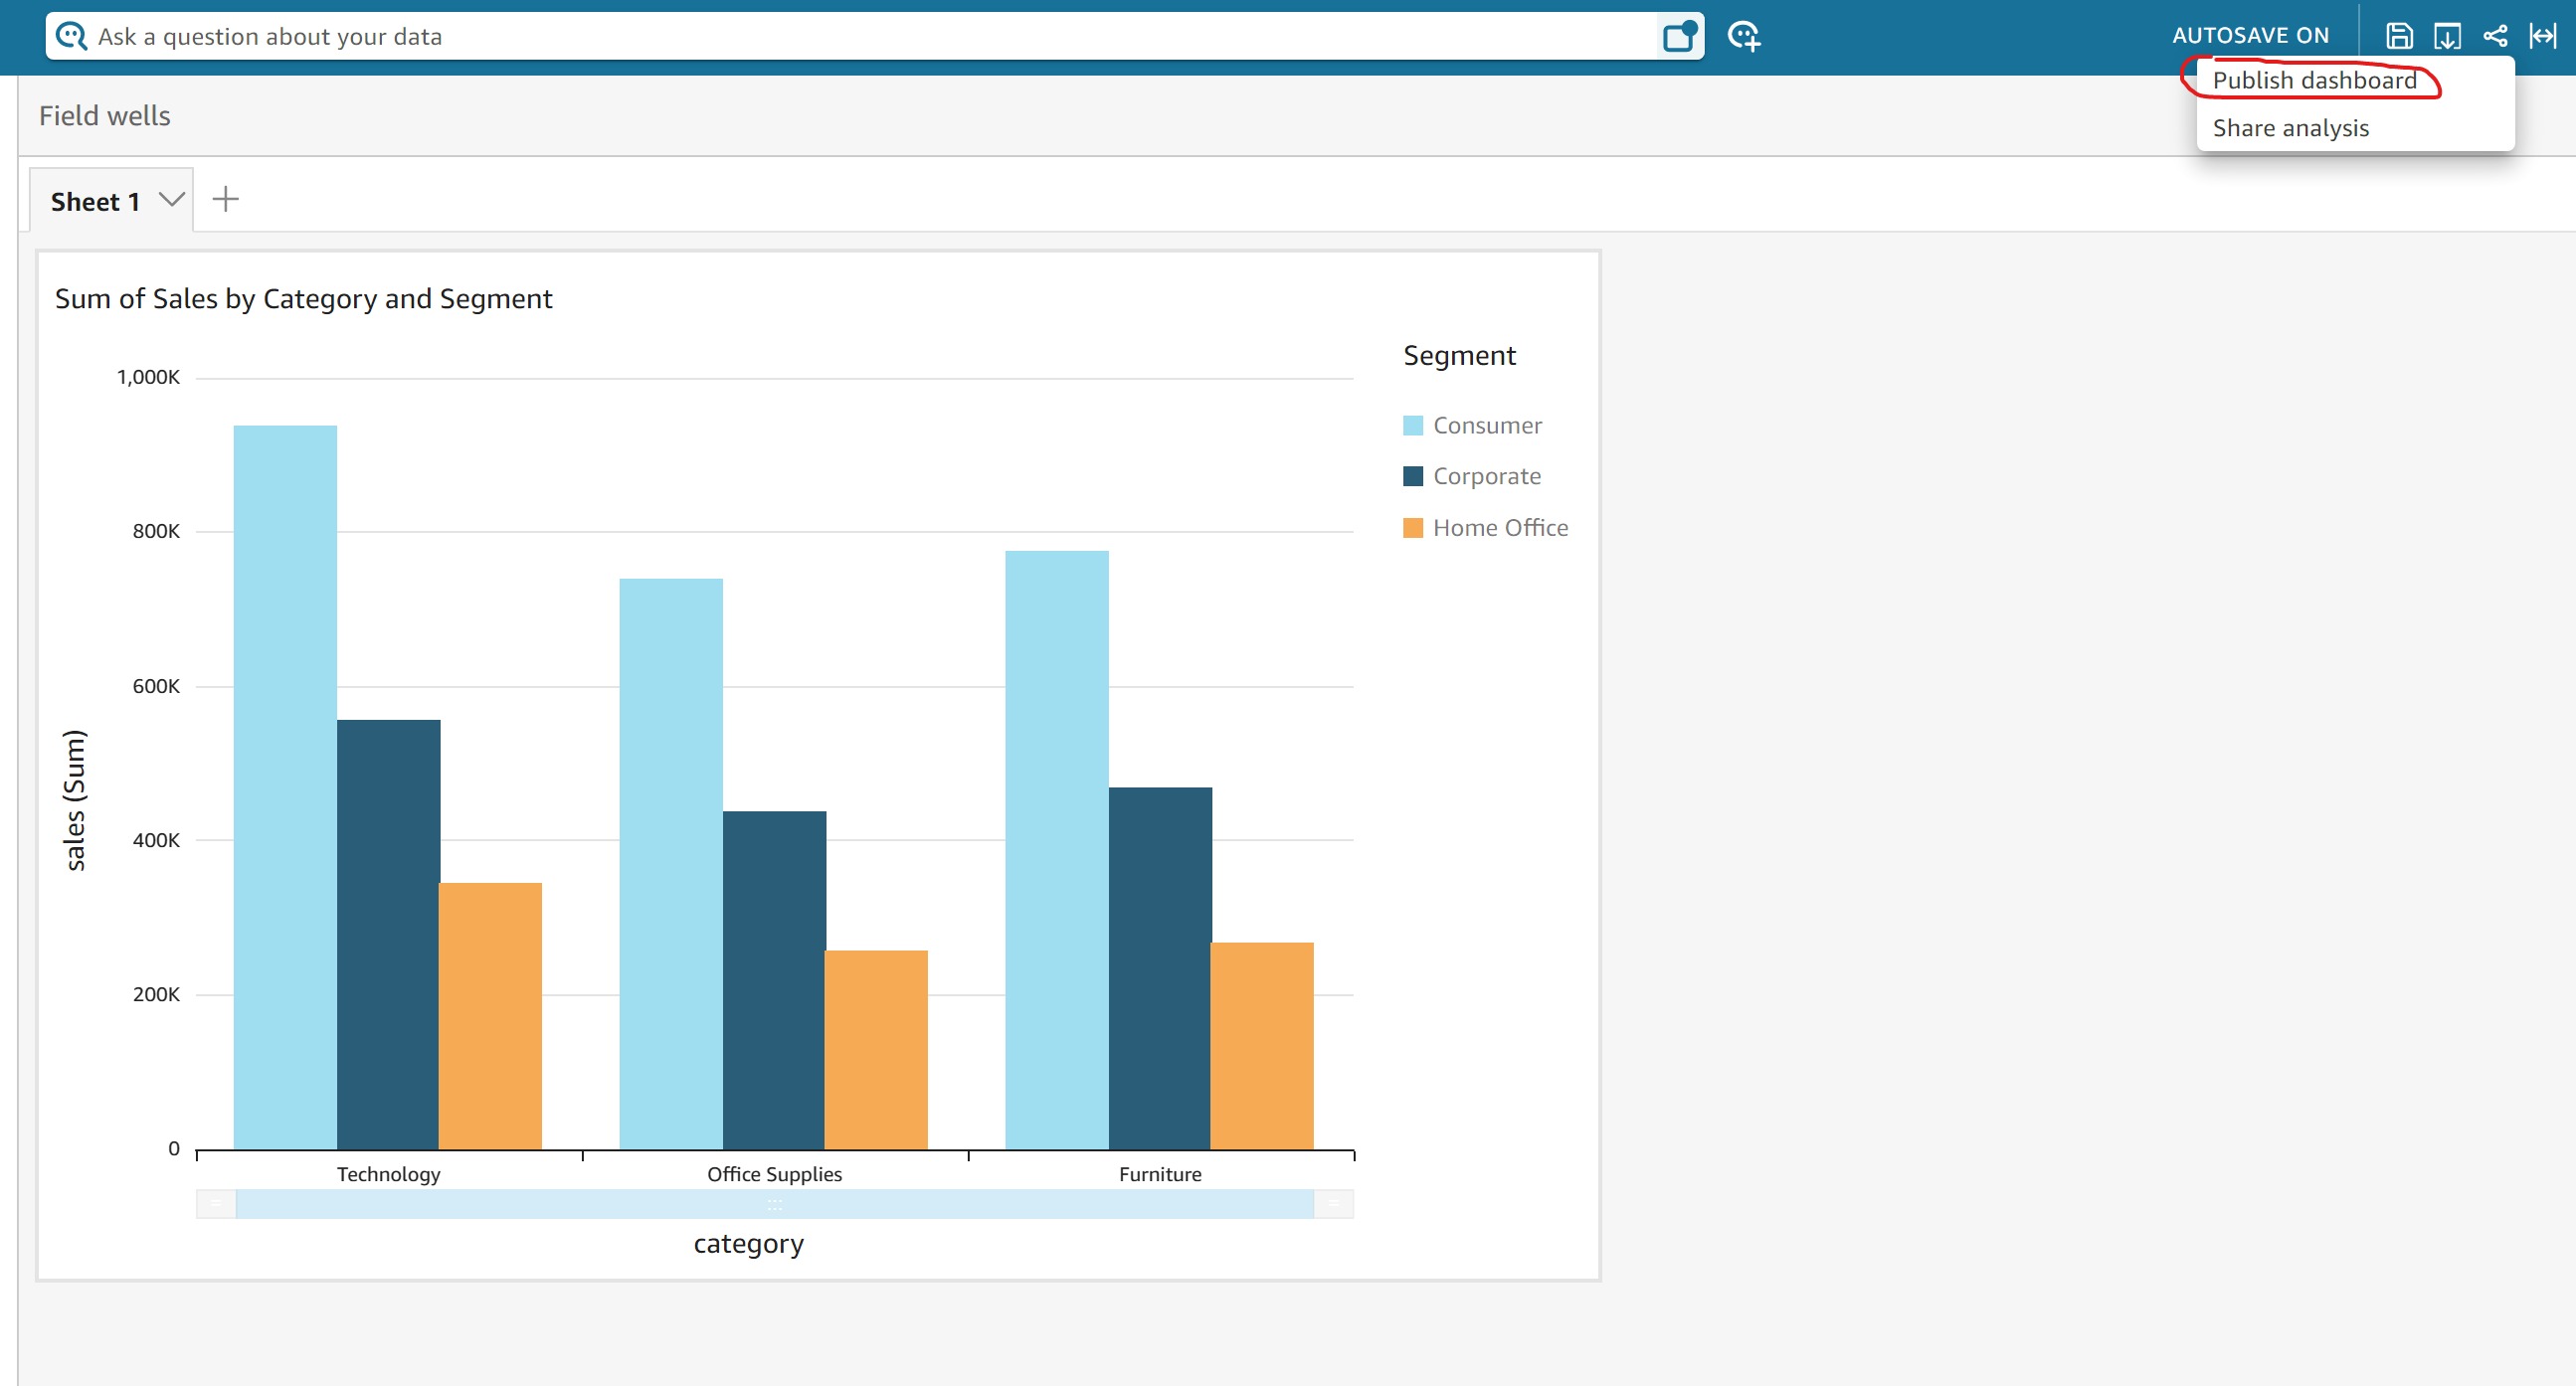 Ask a question about your data
AUTOSAVE ON
Publish dashboard
Share analysis
Field wells
Sheet 1
Sum of Sales by Category and Segment
Segment
Consumer
Corporate
Home Office
sales (Sum)
1,000K
800K
600K
400K
200K
0
Technology
Office Supplies
Furniture
category